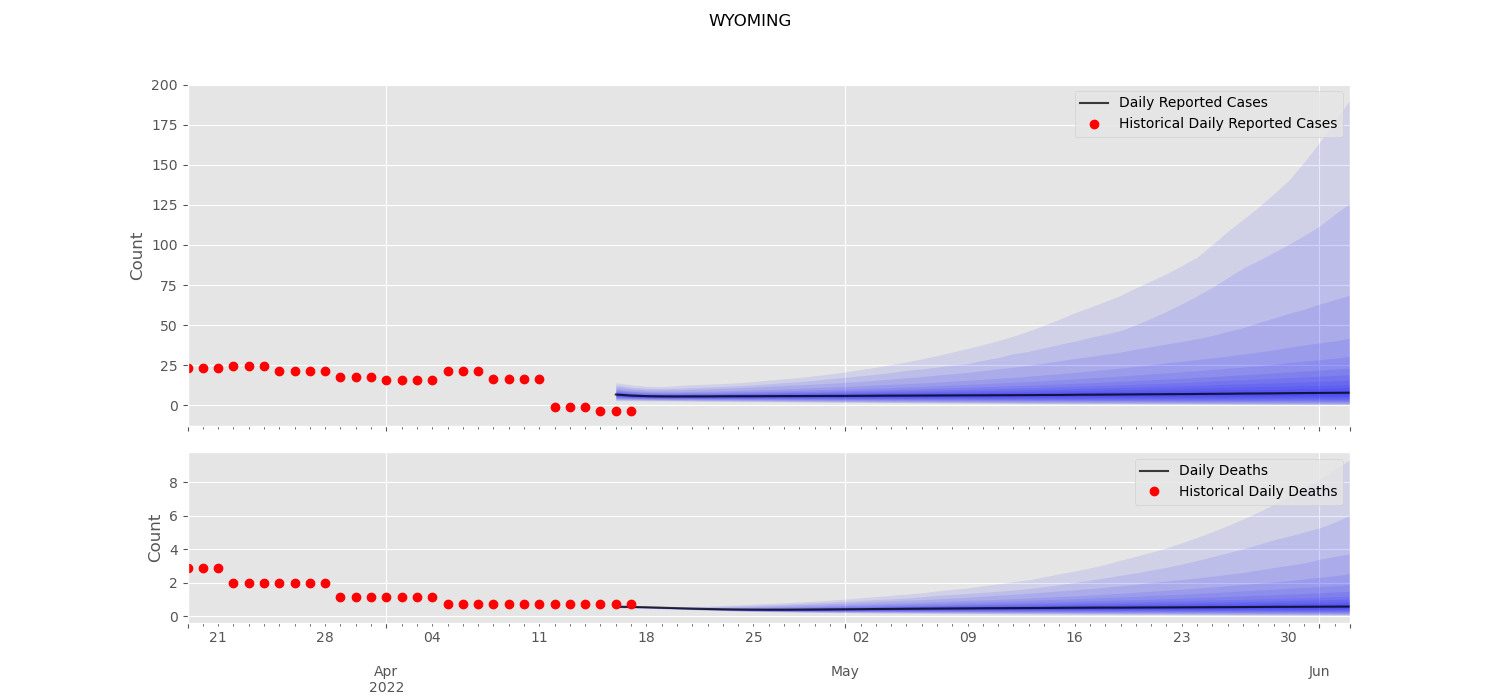 WYOMING
200
175
150
125
100
75
50
25
0
Count
Daily Reported Cases
Historical Daily Reported Cases
8
6
4
2
0
Count
Daily Deaths
Historical Daily Deaths
21 28 04 11 18 25 02 09 16 23 30
Apr May Jun
2022